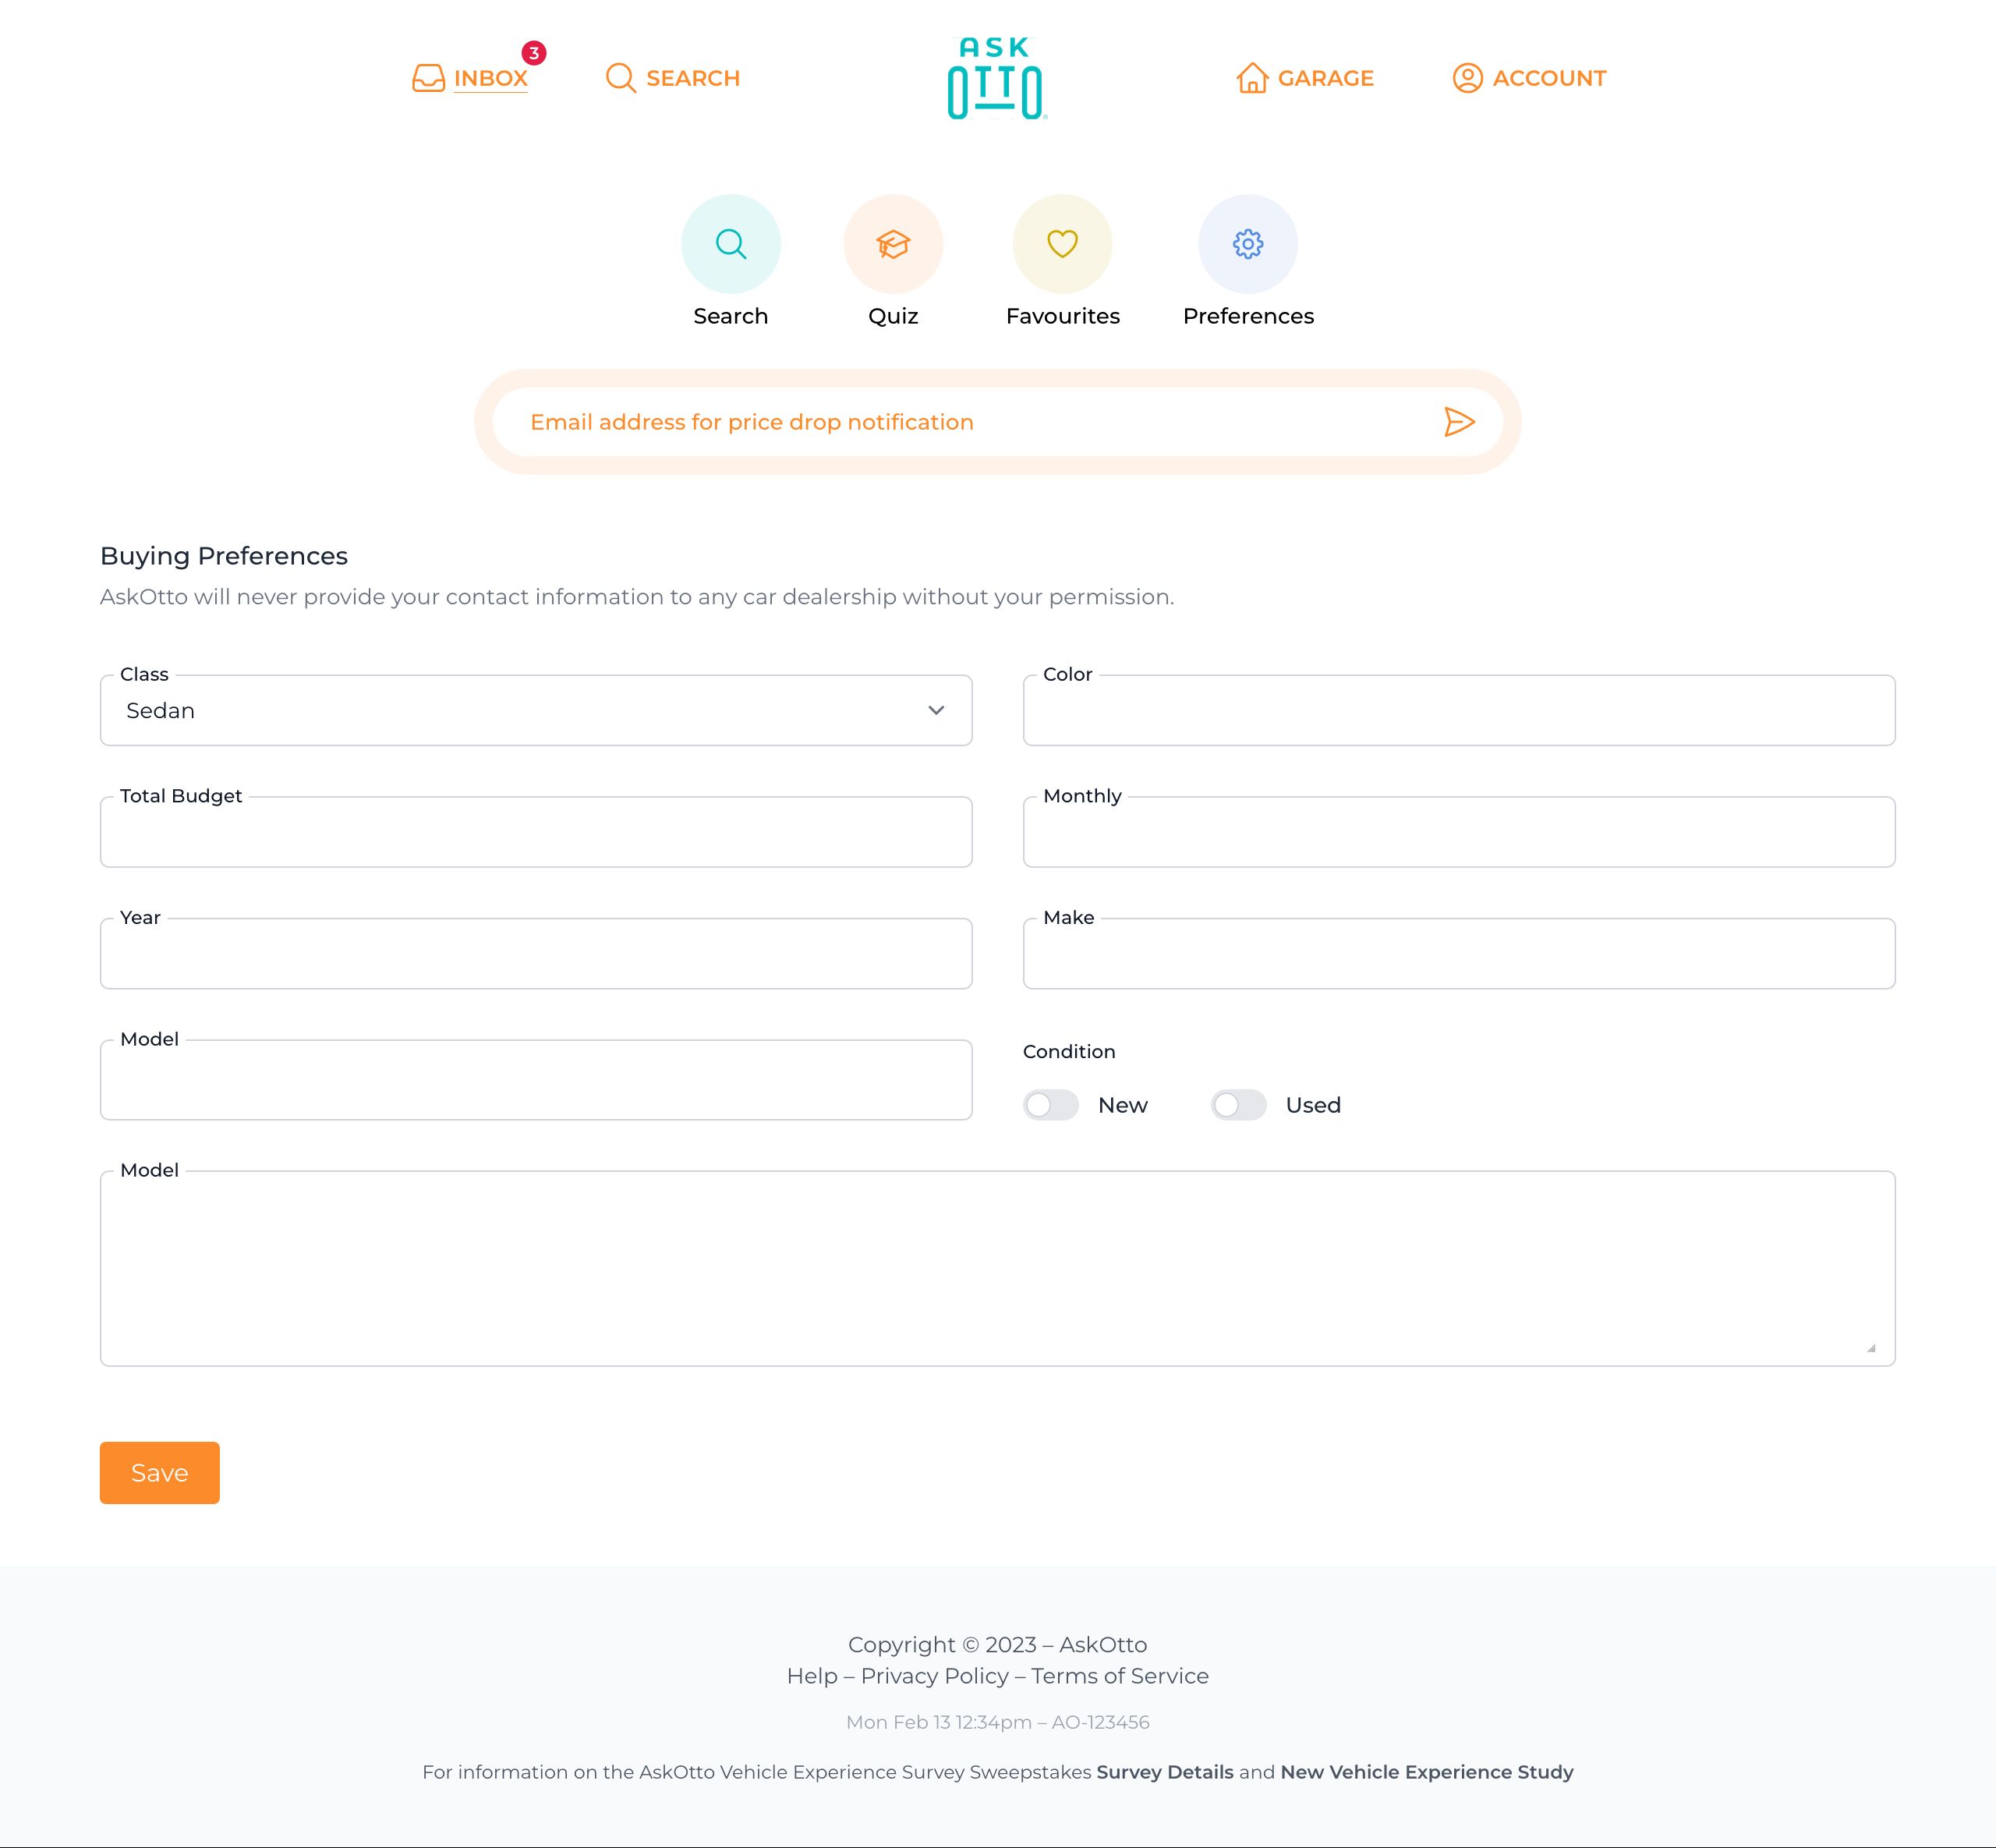 INBOX 3 SEARCH ASK OTTO GARAGE ACCOUNT
Search Quiz Favourites Preferences
Email address for price drop notification
Buying Preferences
AskOtto will never provide your contact information to any car dealership without your permission.
Class
Sedan
Color
Total Budget
Monthly
Year
Make
Model
Condition
New Used
Model
Save
Copyright © 2023 – AskOtto
Help – Privacy Policy – Terms of Service
Mon Feb 13 12:34pm – AO-123456
For information on the AskOtto Vehicle Experience Survey Sweepstakes Survey Details and New Vehicle Experience Study